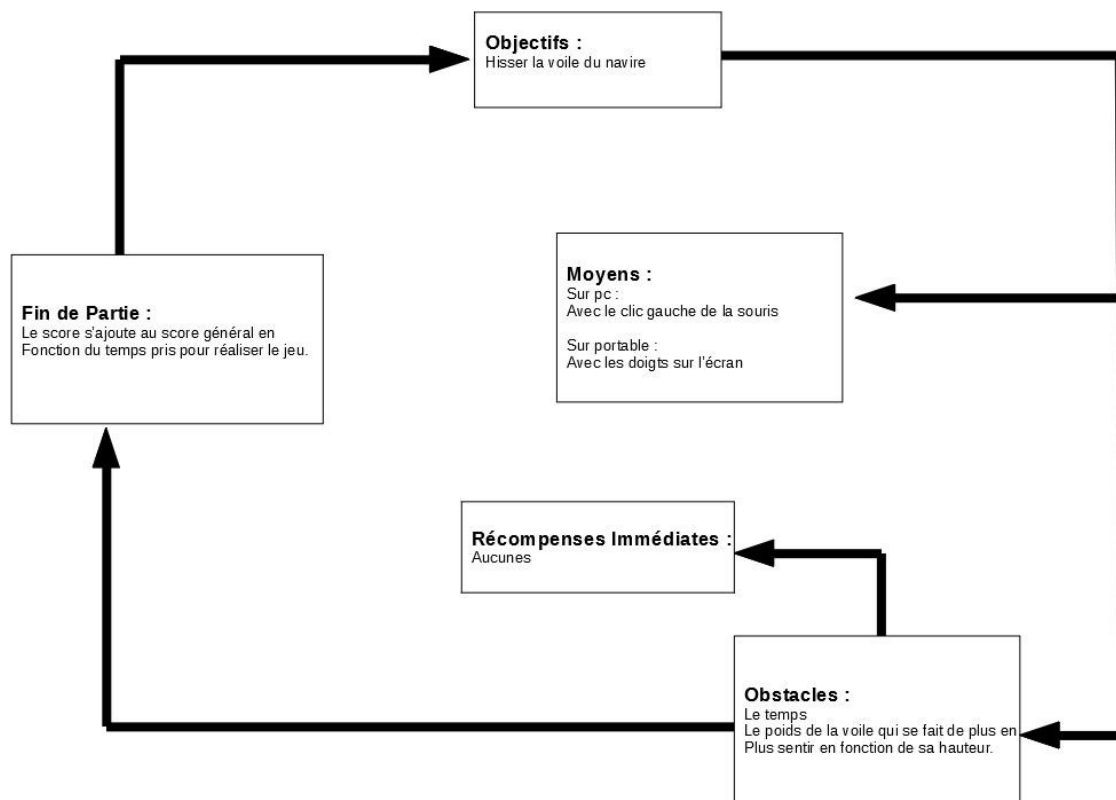 Objectifs :
Hisser la voile du navire
Moyens :
Sur pc :
Avec le clic gauche de la souris
Sur portable :
Avec les doigts sur l'écran
Fin de Partie :
Le score s'ajoute au score général en
Fonction du temps pris pour réaliser le jeu.
Récompenses Immédiates :
Aucunes
Obstacles :
Le temps
Le poids de la voile qui se fait de plus en
Plus sentir en fonction de sa hauteur.